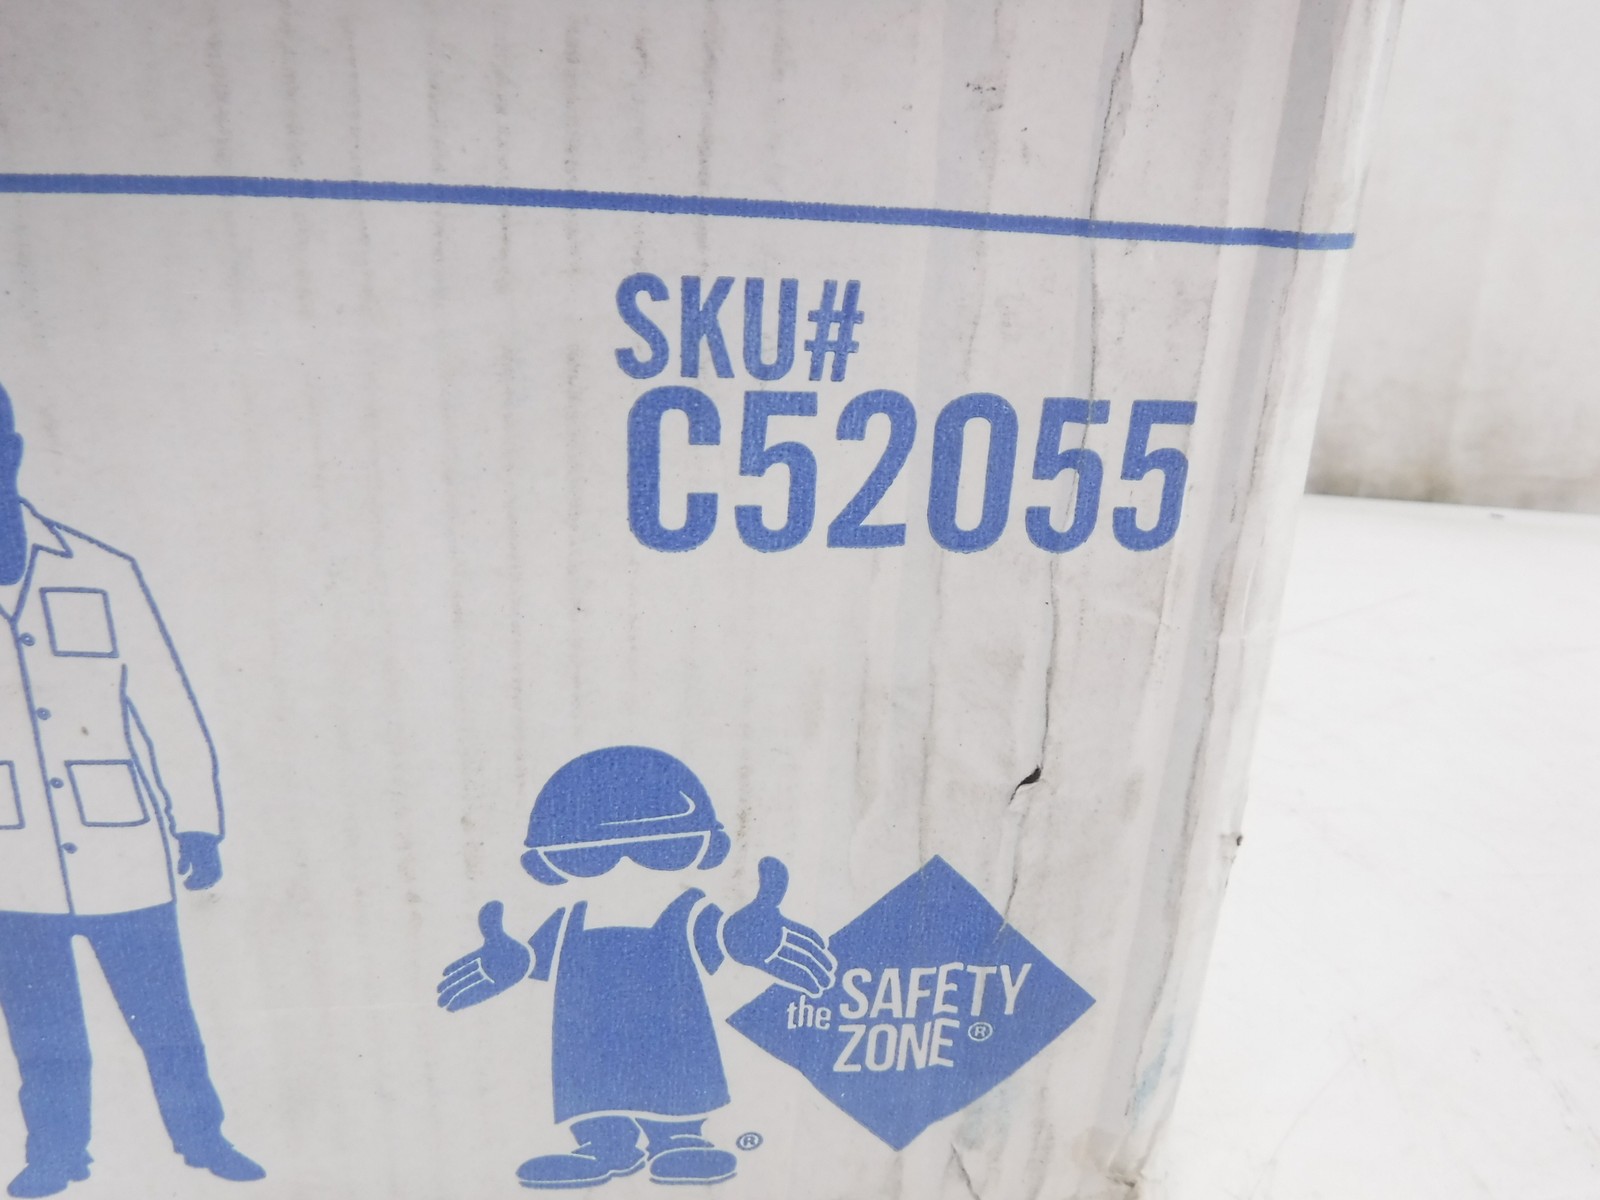 SKU#
C52055
the SAFETY
ZONE®
®